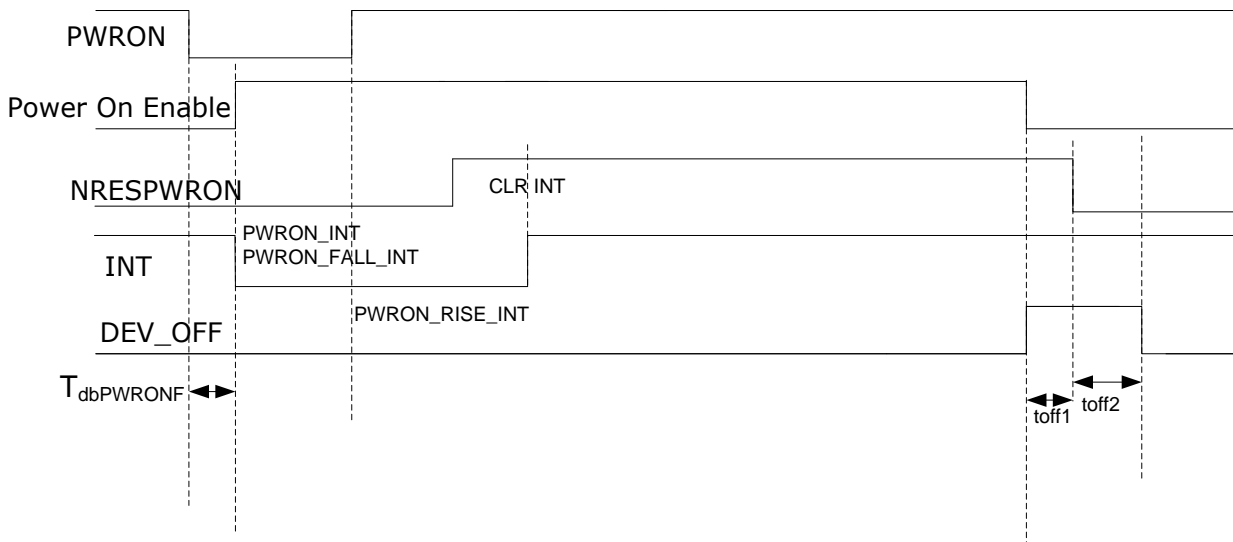 PWRON
Power On Enable
NRESPWRON
CLR INT
PWRON_INT
PWRON_FALL_INT
INT
PWRON_RISE_INT
DEV_OFF
TdbPWRONF
toff1
toff2